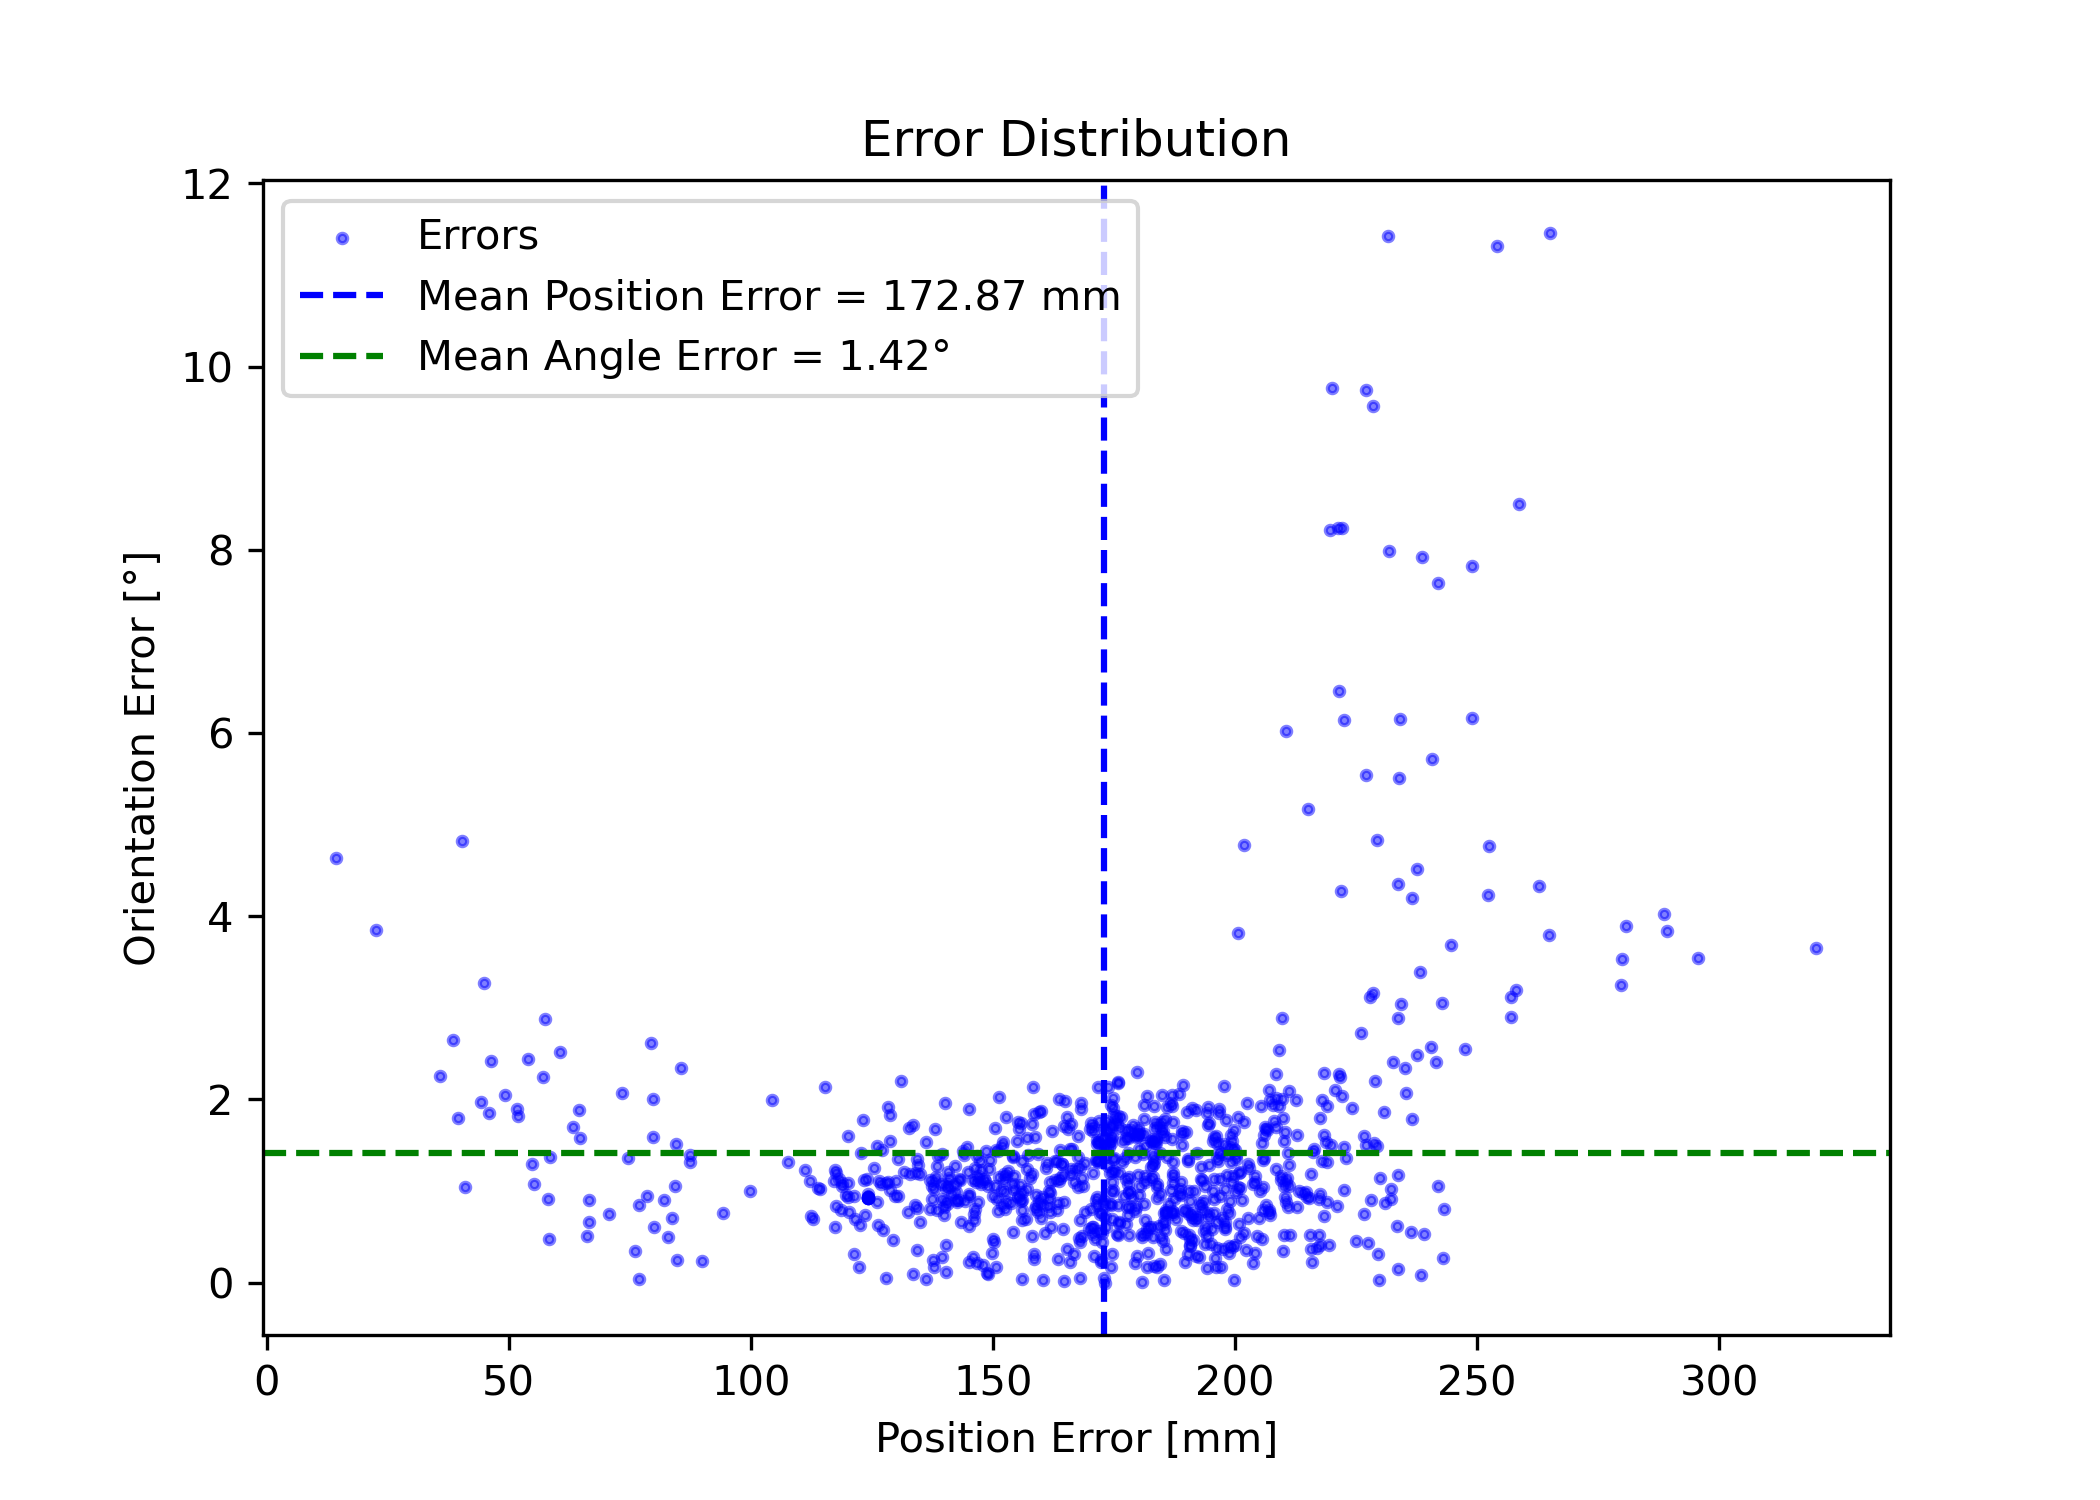 Error Distribution
12
10
8
6
4
2
0
Orientation Error [°]
Errors
Mean Position Error = 172.87 mm
Mean Angle Error = 1.42°
0 50 100 150 200 250 300
Position Error [mm]